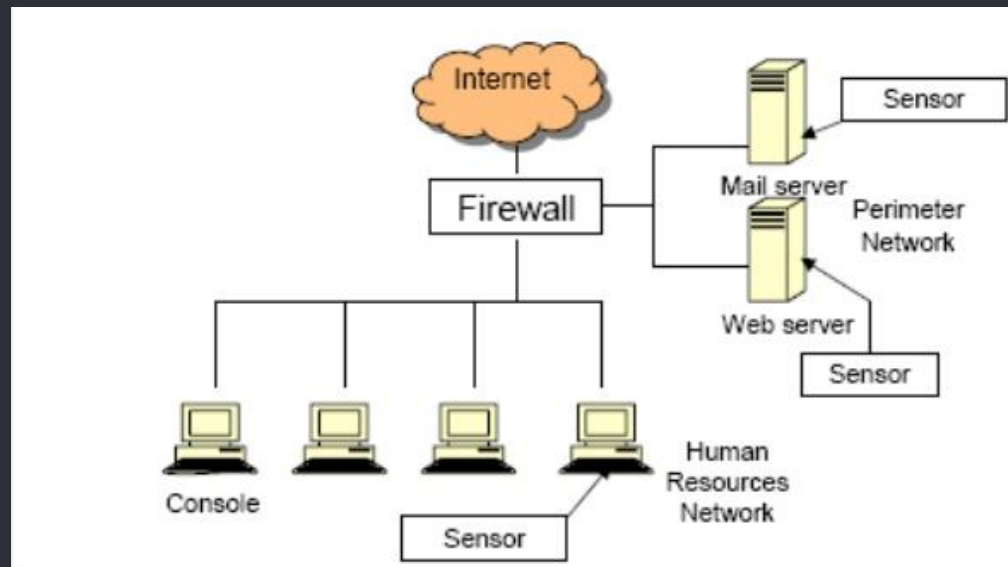 Internet
Sensor
Mail server
Firewall
Perimeter
Network
Web server
Sensor
Human
Resources
Network
Console
Sensor